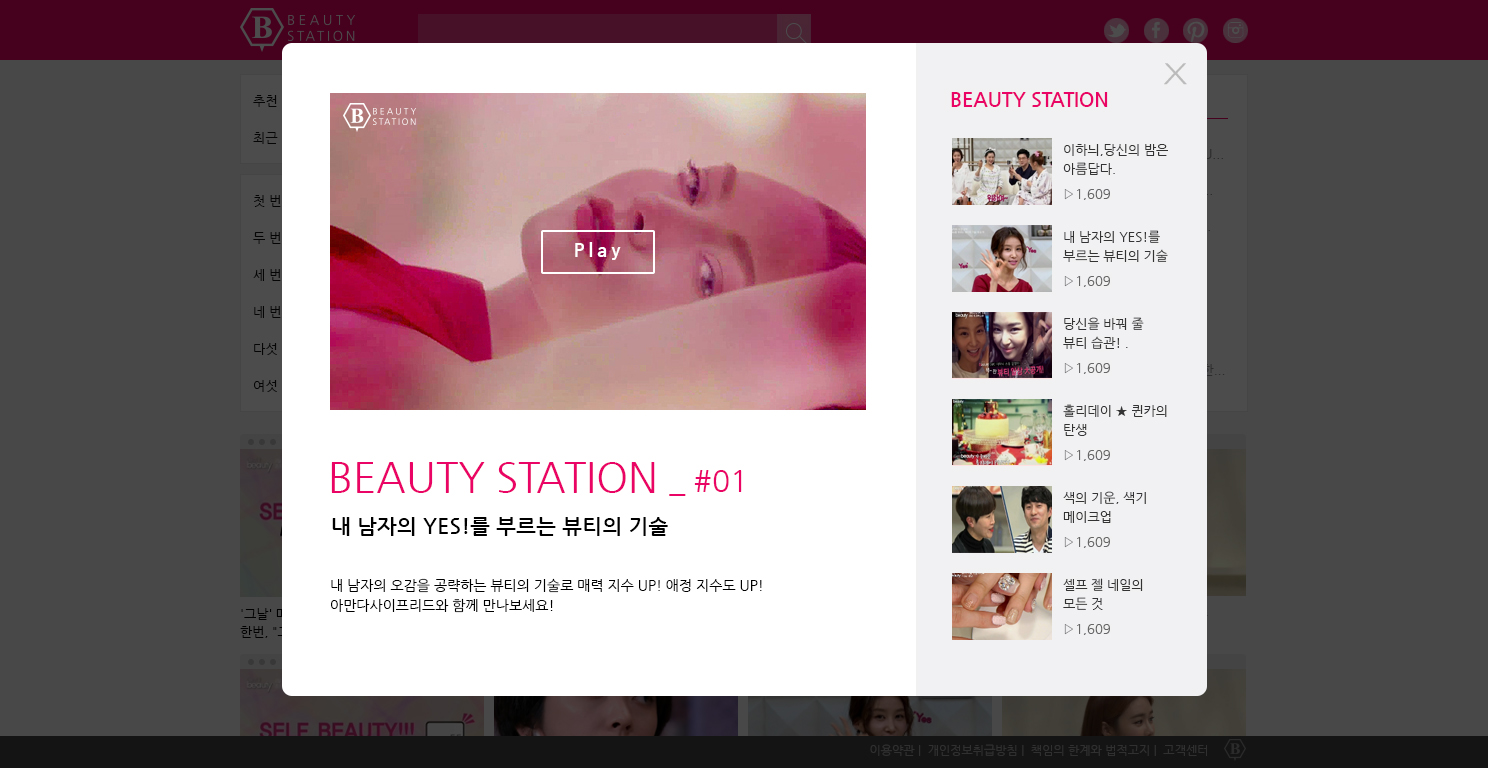 BEAUTY
STATION
추천
최근
첫 번
두 번
세 번
네 번
다섯
여섯
BEAUTY
STATION
Play
BEAUTY STATION _ #01
내 남자의 YES!를 부르는 뷰티의 기술
내 남자의 오감을 공략하는 뷰티의 기술로 매력 지수 UP! 애정 지수도 UP!
아만다사이프리드와 함께 만나보세요!
BEAUTY STATION
이하늬,당신의 밤은
아름답다.
▷1,609
내 남자의 YES!를
부르는 뷰티의 기술
▷1,609
당신을 바꿔 줄
뷰티 습관! .
▷1,609
홀리데이 ★ 퀸카의
탄생
▷1,609
색의 기운, 색기
메이크업
▷1,609
셀프 젤 네일의
모든 것
▷1,609
'그날'
한번, "그
SELF BEAUTY!!!
Yes
이용약관 | 개인정보취급방침 | 책임의 한계와 법적고지 | 고객센터